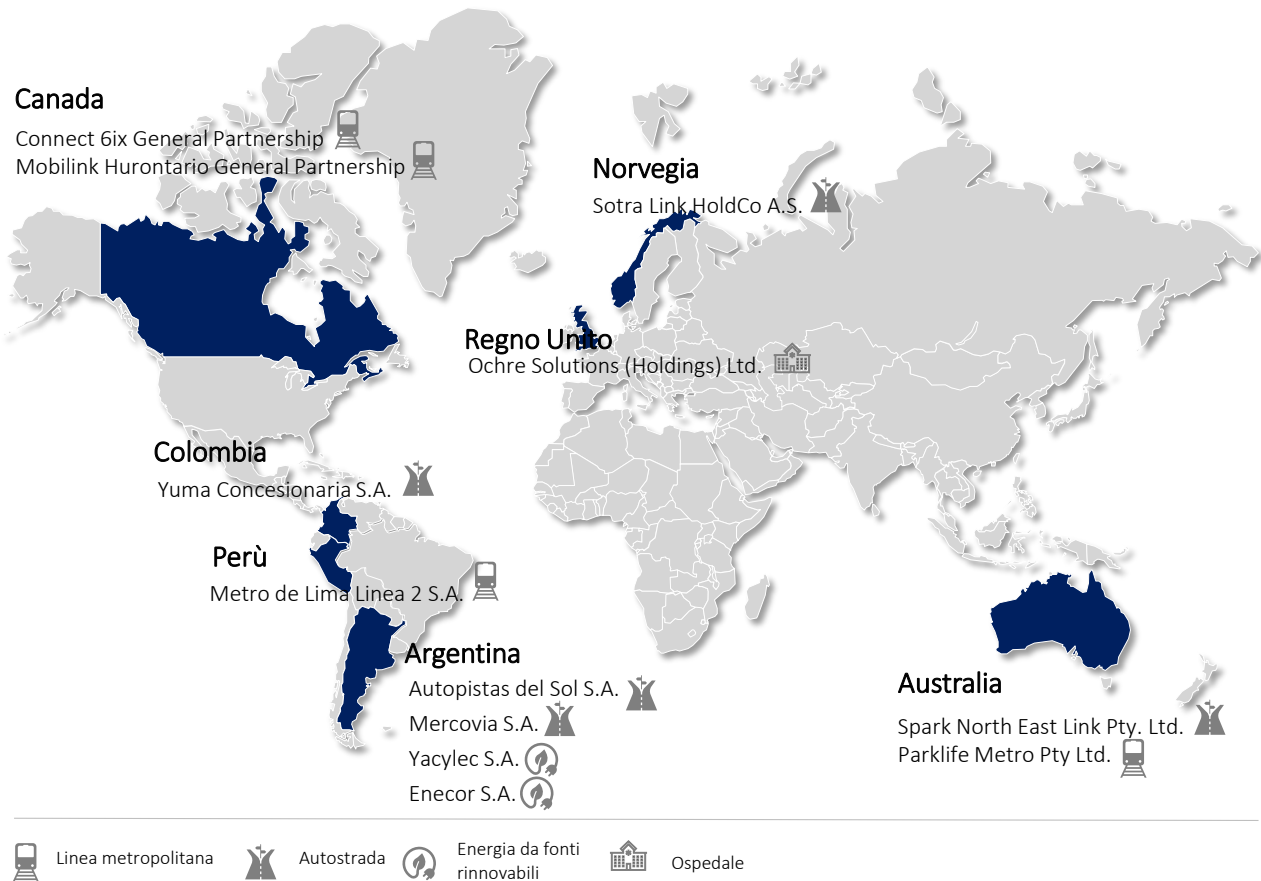 Canada
Connect 6ix General Partnership
Mobilink Hurontario General Partnership
Norvegia
Sotra Link HoldCo A.S.
Regno Unito
Ochre Solutions (Holdings) Ltd.
Colombia
Yuma Concesionaria S.A.
Perù
Metro de Lima Linea 2 S.A.
Argentina
Autopistas del Sol S.A.
Mercovia S.A.
Yacylec S.A.
Enecor S.A.
Australia
Spark North East Link Pty. Ltd.
Parklife Metro Pty Ltd.
Linea metropolitana
Autostrada
Energia da fonti
rinnovabili
Ospedale